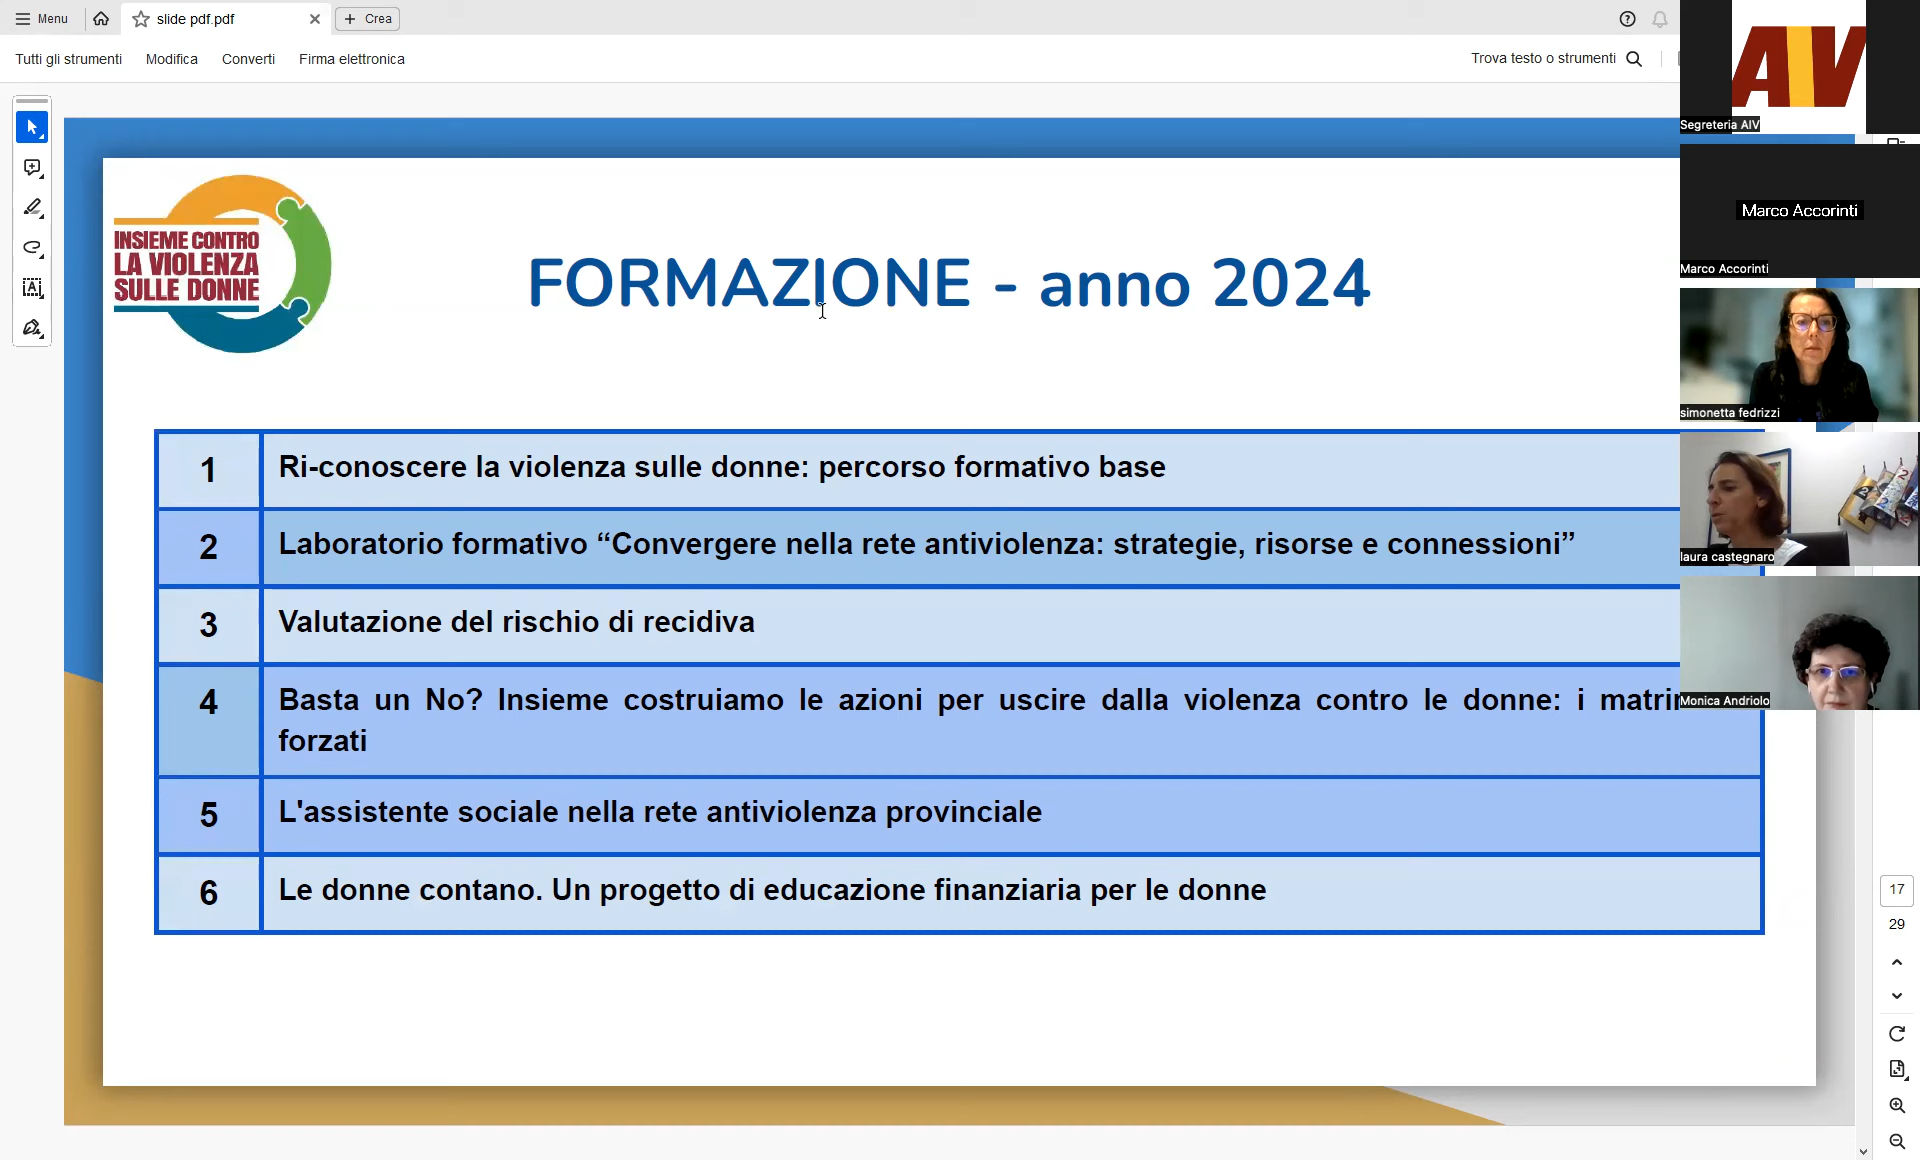 Menu
slide pdf.pdf
Crea
Tutti gli strumenti
Modifica
Converti
Firma elettronica
Trova testo o strumenti
AIV
Segreteria AIV
Marco Accorinti
Marco Accorinti
simonetta fedrizzi
laura castegnaro
Monica Andriolo
INSIEME CONTRO
LA VIOLENZA
SULLE DONNE
FORMAZIONE - anno 2024
1 Ri-conoscere la violenza sulle donne: percorso formativo base
2 Laboratorio formativo “Convergere nella rete antiviolenza: strategie, risorse e connessioni”
3 Valutazione del rischio di recidiva
4 Basta un No? Insieme costruiamo le azioni per uscire dalla violenza contro le donne: i
forzati
5 L'assistente sociale nella rete antiviolenza provinciale
6 Le donne contano. Un progetto di educazione finanziaria per le donne
17
29